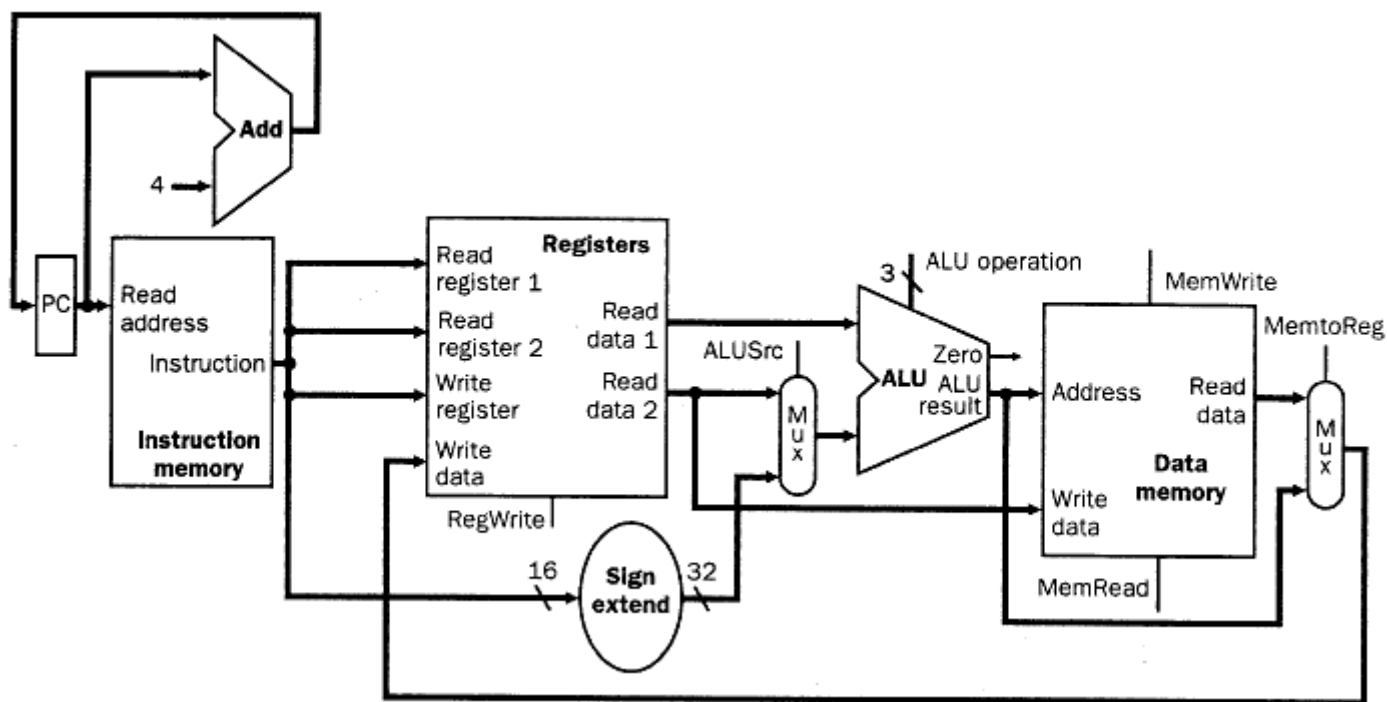 Add
4
PC
Read
address
Instruction
Instruction
memory
Registers
Read
register 1
Read
register 2
Write
register
Write
data
Read
data 1
Read
data 2
RegWrite
16
Sign
extend
32
ALUSrc
M
u
x
3
ALU operation
Zero
ALU
ALU
result
MemWrite
Address
Read
data
Data
memory
Write
data
MemRead
MemtoReg
M
u
x